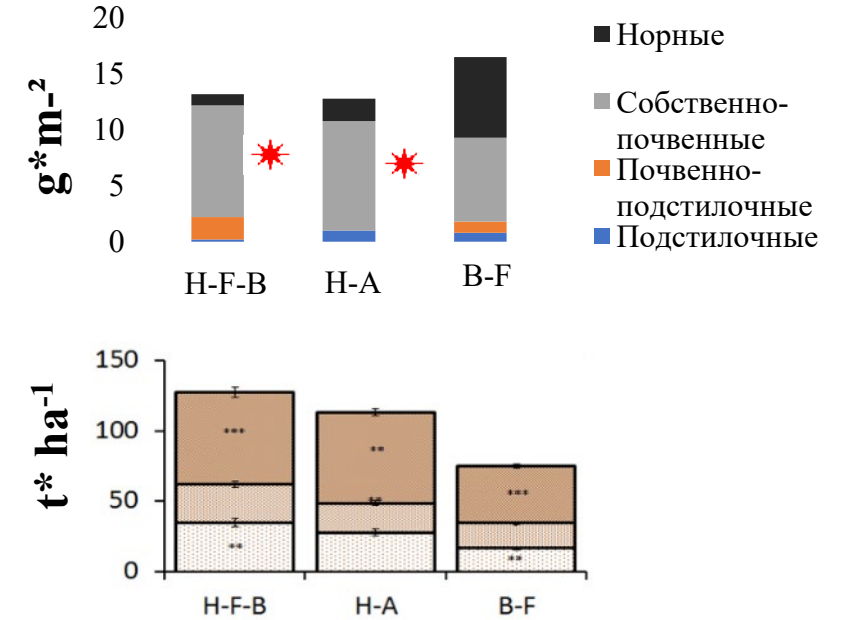 20
15
10
5
0
g*m-²
H-F-B
H-A
B-F
Норные
Собственно-
почвенные
Почвенно-
подстилочные
Подстилочные
150
100
50
0
t* ha-1
***
**
**
**
***
**
H-F-B
H-A
B-F